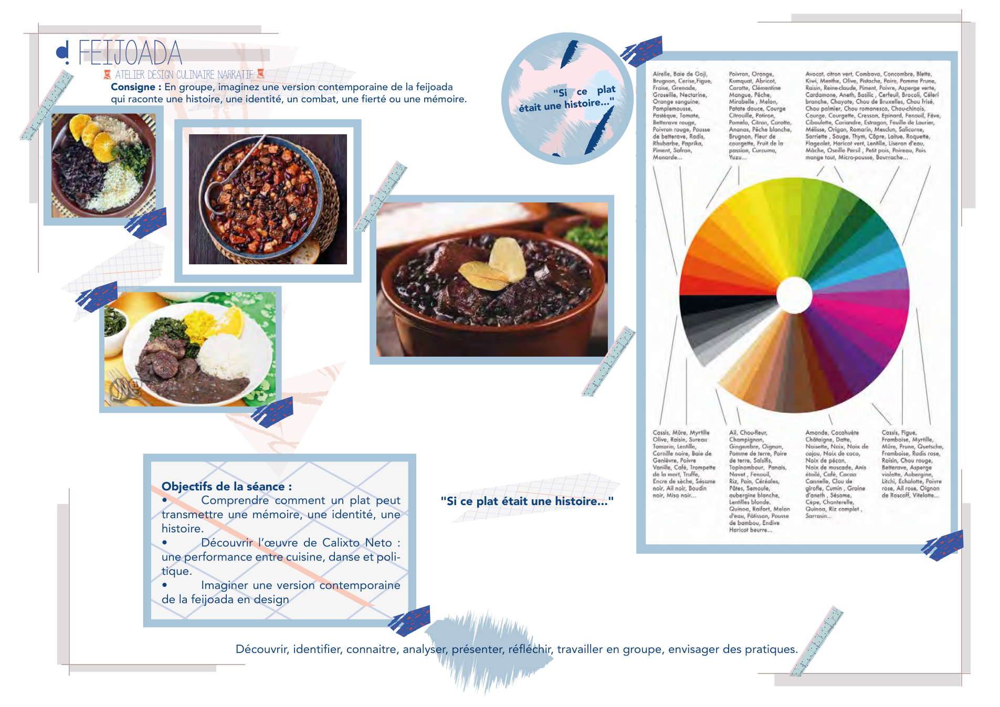 FEIJOADA
ATELIER DESIGN CULINAIRE NARRATIF
Consigne : En groupe, imaginez une version contemporaine de la feijoada
qui raconte une histoire, une identité, un combat, une fierté ou une mémoire.
"Si ce plat
était une histoire..."
Airelle, Baie de Goji,
Brugnon, Cerise,Figue,
Fraise, Grenade,
Groseille, Nectarine,
Orange sanguine,
Pamplemousse,
Pastèque, Tomate,
Betterave rouge,
Poivron rouge, Pousse
de betterave, Radis,
Rhubarbe, Paprika,
Piment, Safran,
Monarde...
Poivron, Orange,
Kumquat, Abricot,
Carotte, Clémentine
Mangue, Pêche,
Mirabelle , Melon,
Patate douce, Courge
Citrouille, Potiron,
Pomelo, Citron, Carotte,
Ananas, Pêche blanche,
Brugnon, Fleur de
courgette, Fruit de la
passion, Curcuma,
Yuzu...
Avocat, citron vert, Combava, Concombre, Blette,
Kiwi, Menthe, Olive, Pistache, Poire, Pomme Prune,
Raisin, Reine-claude, Piment, Poivre, Asperge verte,
Cardamone, Aneth, Basilic , Cerfeuil, Brocoli, Céleri
branche, Chayote, Chou de Bruxelles, Chou frisé,
Chou palmier, Chou romanesco, Chou-chinois,
Courge, Courgette, Cresson, Epinard, Fenouil, Fève,
Ciboulette, Coriandre, Estragon, Feuille de Laurier,
Mélisse, Origan, Romarin, Mesclun, Salicorne,
Sarriette , Sauge, Thym, Câpre, Laitue, Roquette,
Flageolet, Haricot vert, Lentille, Liseron d'eau,
Mâche, Oseille Persil , Petit pois, Poireau, Pois
mange tout, Micro-pousse, Bourrache...
Cassis, Mûre, Myrtille
Olive, Raisin, Sureau
Tamarin, Lentille,
Cornille noire, Baie de
Genièvre, Poivre
Vanille, Café, Trompette
de la mort, Truffe,
Encre de sèche, Sésame
noir, Ail noir, Boudin
noir, Miso noir...
Ail, Chou-fleur,
Champignon,
Gingembre, Oignon,
Pomme de terre, Poire
de terre, Salsifis,
Topinambour, Panais,
Navet , Fenouil,
Riz, Pain, Céréales,
Pâtes, Semoule,
aubergine blanche,
Lentilles blonde,
Quinoa, Raifort, Melon
d'eau, Pâtisson, Pousse
de bambou, Endive
Haricot beurre...
Amande, Cacahuète
Châtaigne, Datte,
Noisette, Noix, Noix de
cajou, Noix de coco,
Noix de pécan,
Noix de muscade, Anis
étoilé, Café, Cacao
Cannelle, Clou de
girofle, Cumin , Graine
d'aneth , Sésame,
Cèpe, Chanterelle,
Quinoa, Riz complet ,
Sarrasin...
Cassis, Figue,
Framboise, Myrtille,
Mûre, Prune, Quetsche,
Framboise, Radis rose,
Raisin, Chou rouge,
Betterave, Asperge
violette, Aubergine,
Litchi, Echalotte, Poivre
rose, Ail rose, Oignon
de Roscoff, Vitelotte...
Objectifs de la séance :
• Comprendre comment un plat peut
transmettre une mémoire, une identité, une
histoire.
• Découvrir l'œuvre de Calixto Neto :
une performance entre cuisine, danse et poli-
tique.
• Imaginer une version contemporaine
de la feijoada en design
"Si ce plat était une histoire..."
Découvrir, identifier, connaitre, analyser, présenter, réfléchir, travailler en groupe, envisager des pratiques.